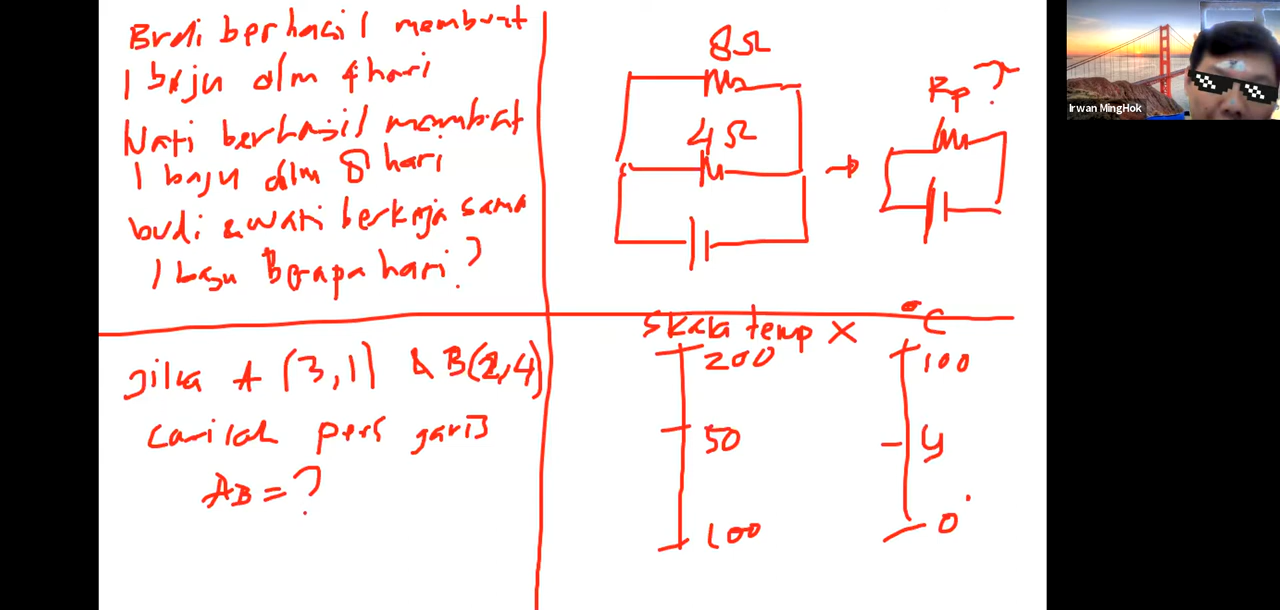 Budi berhasil membuat
1 baju dlm 4 hari
Wati berhasil membuat
1 baju dlm 8 hari
budi & wati berkerja sama
1 baju Berapa hari?
8Ω
4Ω
Rp?
Irwan MingHok
Jika A (3,1) & B(2,4)
carilah pers garis
AB = ?
Skala temp X
°C
200
100
50
y
100
0